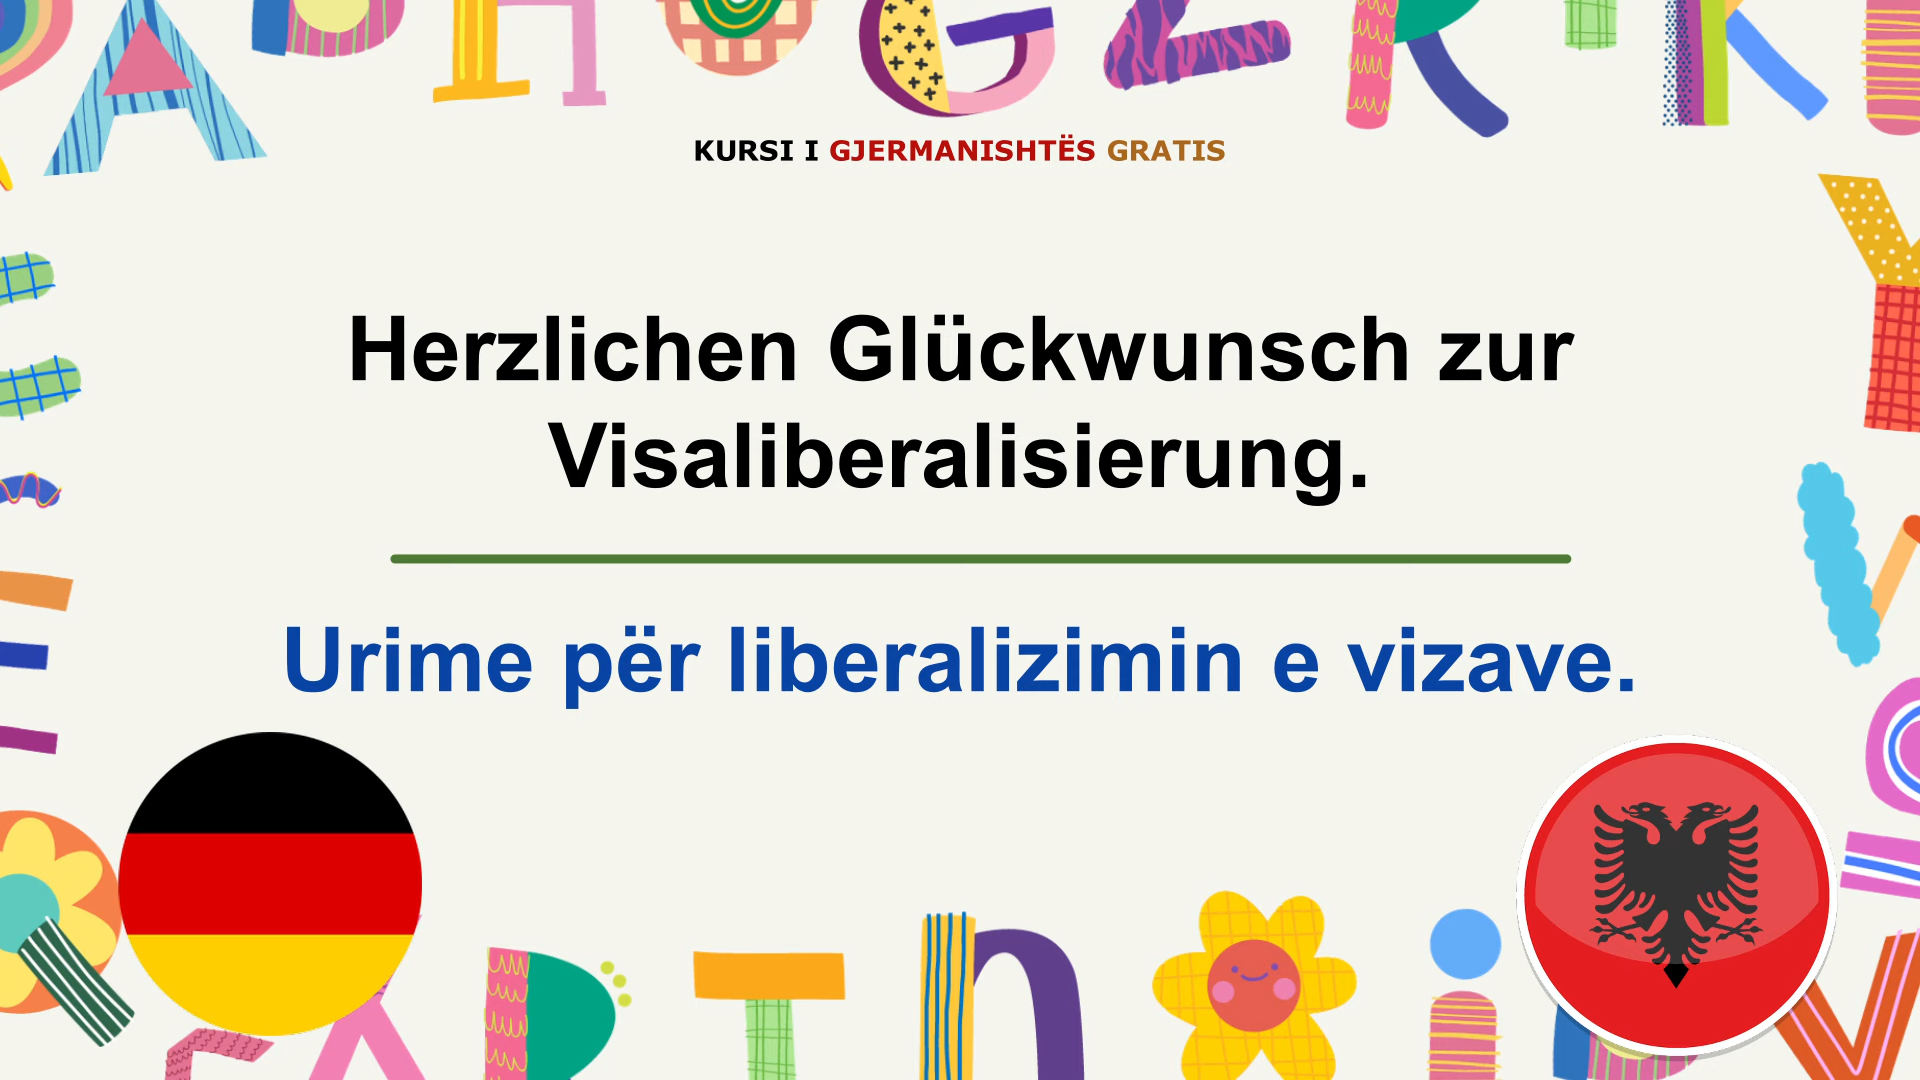 KURSI I GJERMANISHTËS GRATIS
Herzlichen Glückwunsch zur
Visaliberalisierung.
Urime për liberalizimin e vizave.